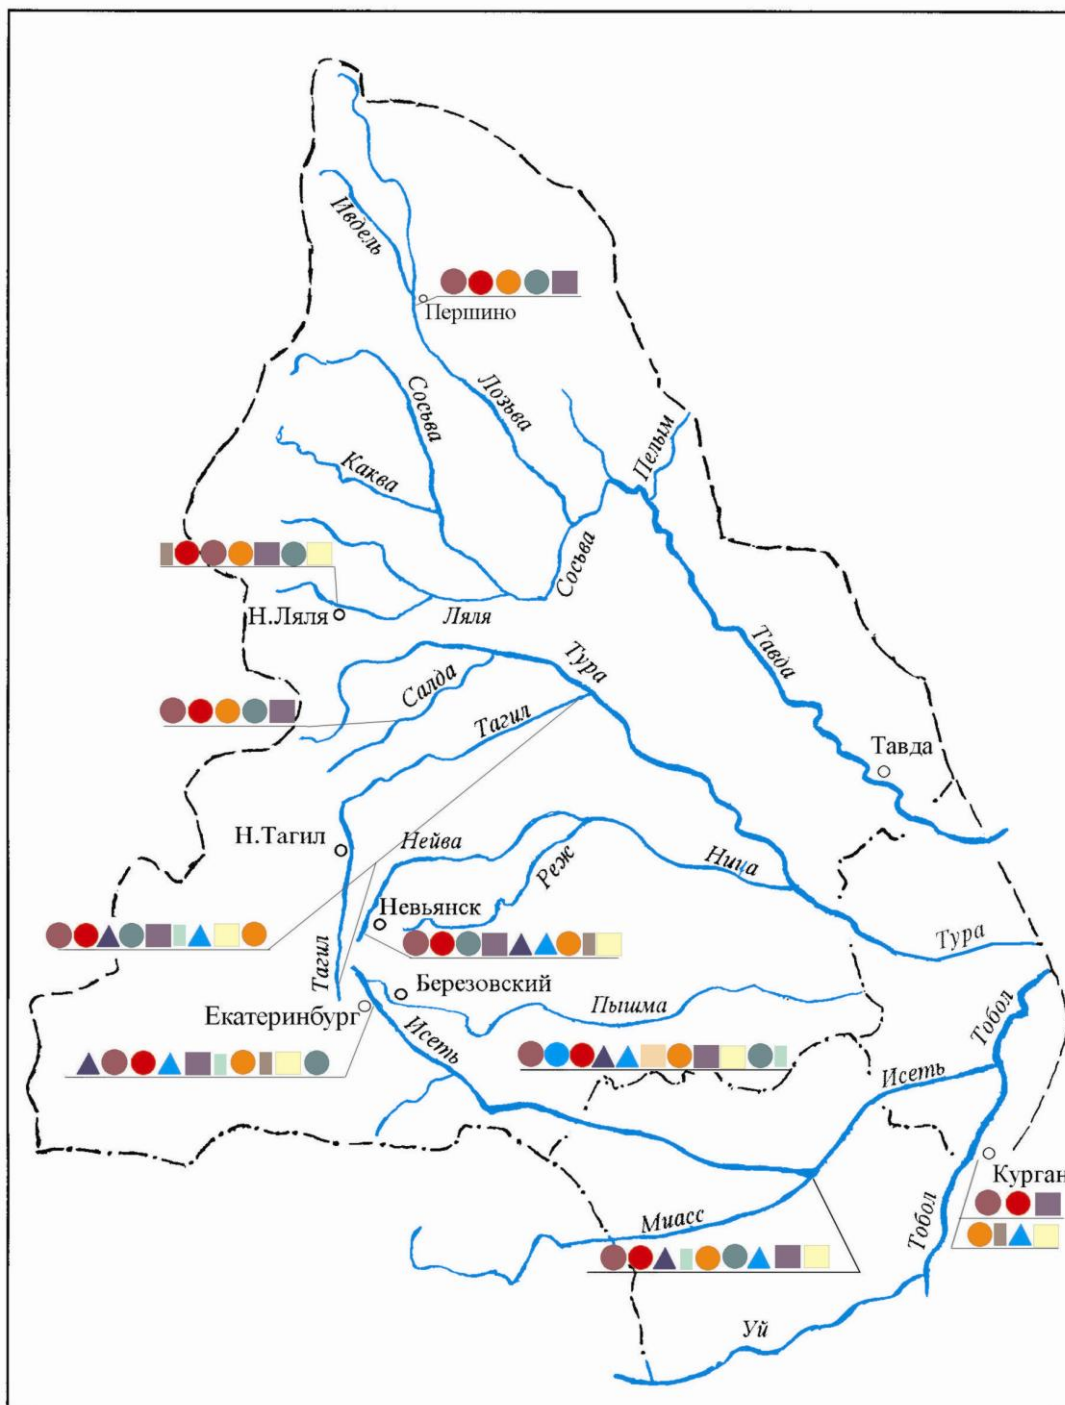 Ивдель
Першино
Лозьва
Сосьва
Пелым
Каква
Сосьва
Н.Ляля
Ляля
Тура
Салда
Тавда
Тагил
Тавда
Н.Тагил
Нейва
Реж
Ница
Невьянск
Тура
Тагил
Березовский
Екатеринбург
Пышма
Тобол
Исеть
Исеть
Курган
Тобол
Миасс
Уй